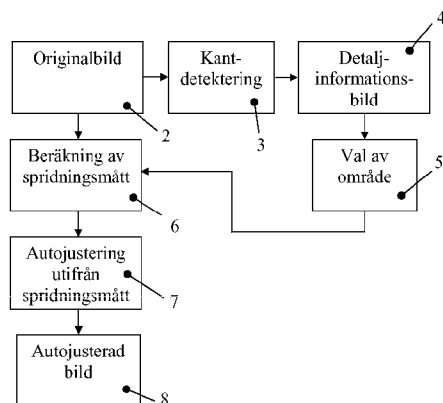 Originalbild
2
Kant-
detektering
3
Detalj-
informations-
bild
4
Val av
område
5
Beräkning av
spridningsmått
6
Autojustering
utifrån
spridningsmått
7
Autojusterad
bild
8